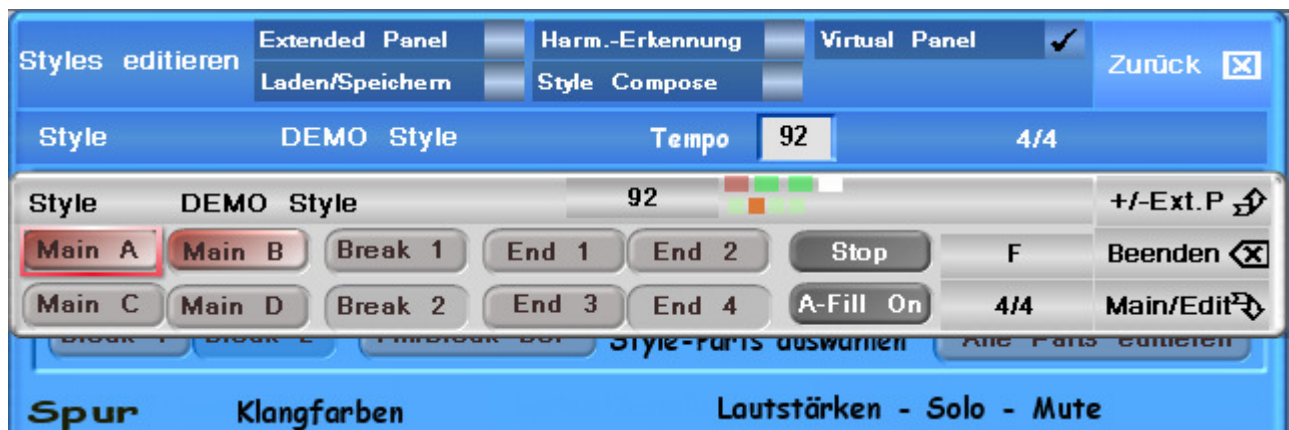 Styles editieren
Extended Panel Harm.-Erkennung Virtual Panel
Laden/Speichern Style Compose
Zurück
Style DEMO Style Tempo 92 4/4
Style DEMO Style 92 +/-Ext.P
Main A Main B Break 1 End 1 End 2 Stop F Beenden
Main C Main D Break 2 End 3 End 4 A-Fill On 4/4 Main/Edit
Style-Parts auswählen Alle Parts editieren
Spur Klangfarben Lautstärken - Solo - Mute